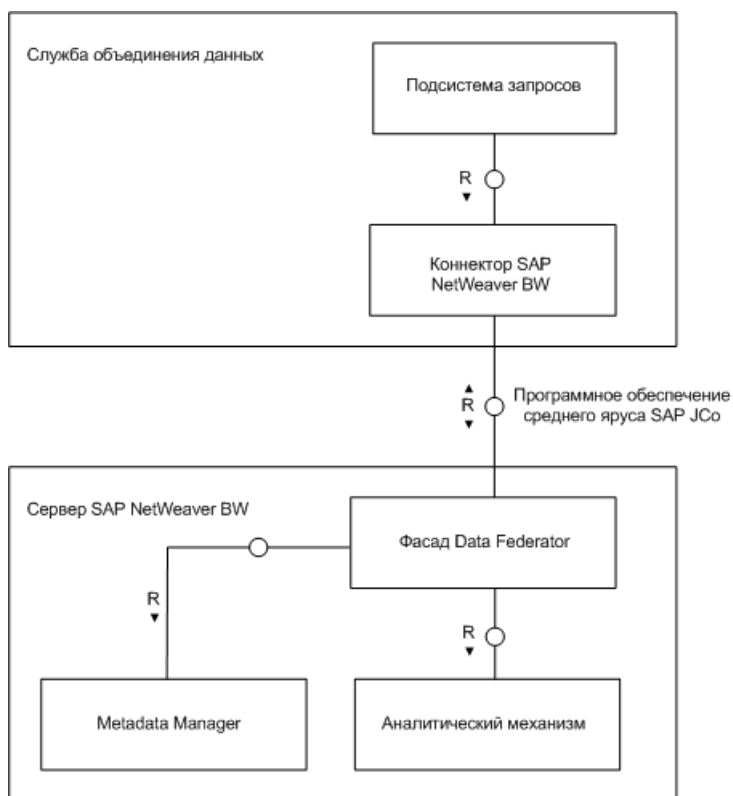 Служба объединения данных
Подсистема запросов
R
Коннектор SAP
NetWeaver BW
R
Программное обеспечение
среднего яруса SAP JCo
Сервер SAP NetWeaver BW
Фасад Data Federator
R
R
Metadata Manager
Аналитический механизм